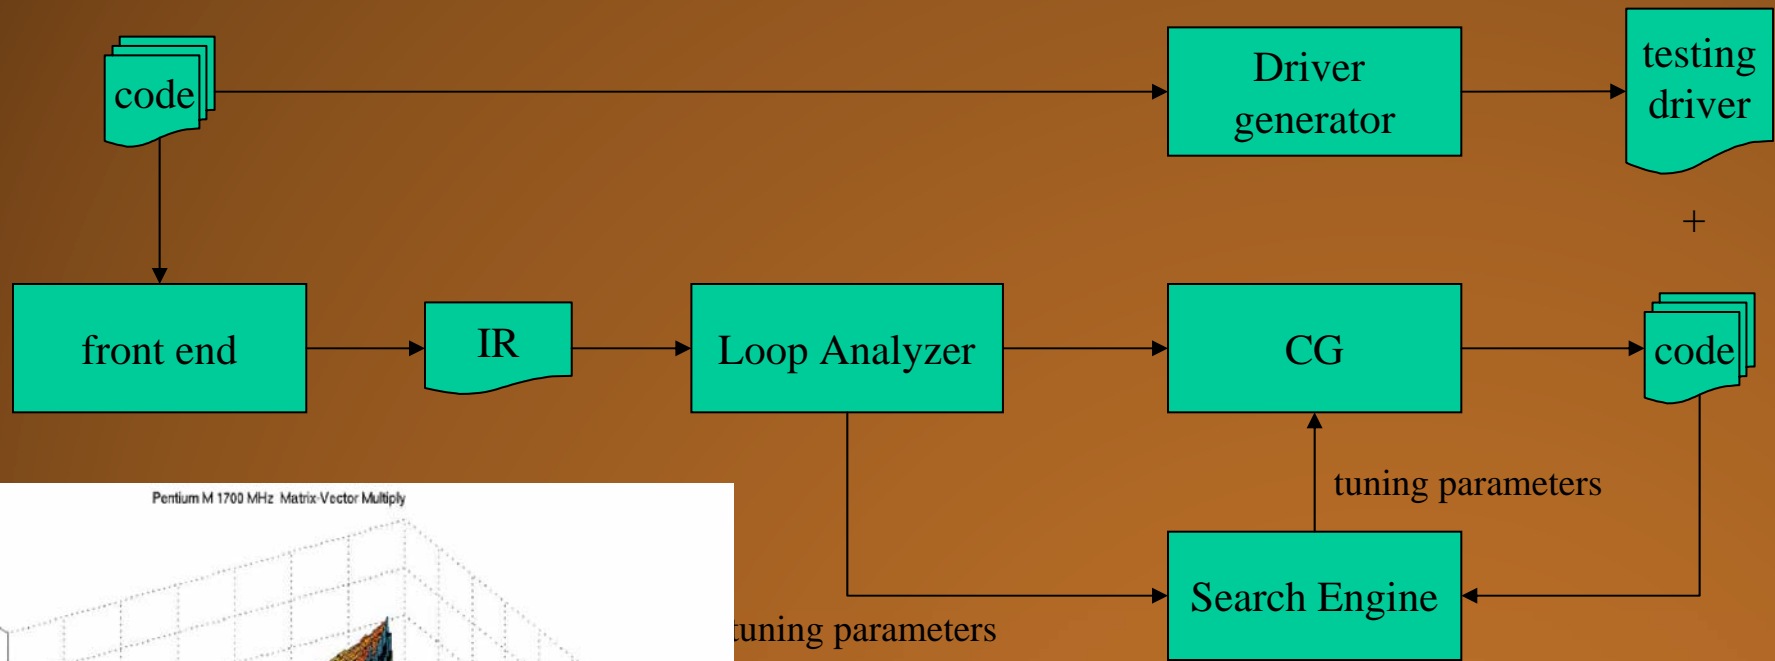 code
Driver
generator
testing
driver
+
front end
IR
Loop Analyzer
CG
code
tuning parameters
Pentium M 1700 MHz Matrix-Vector Multiply
Search Engine
tuning parameters